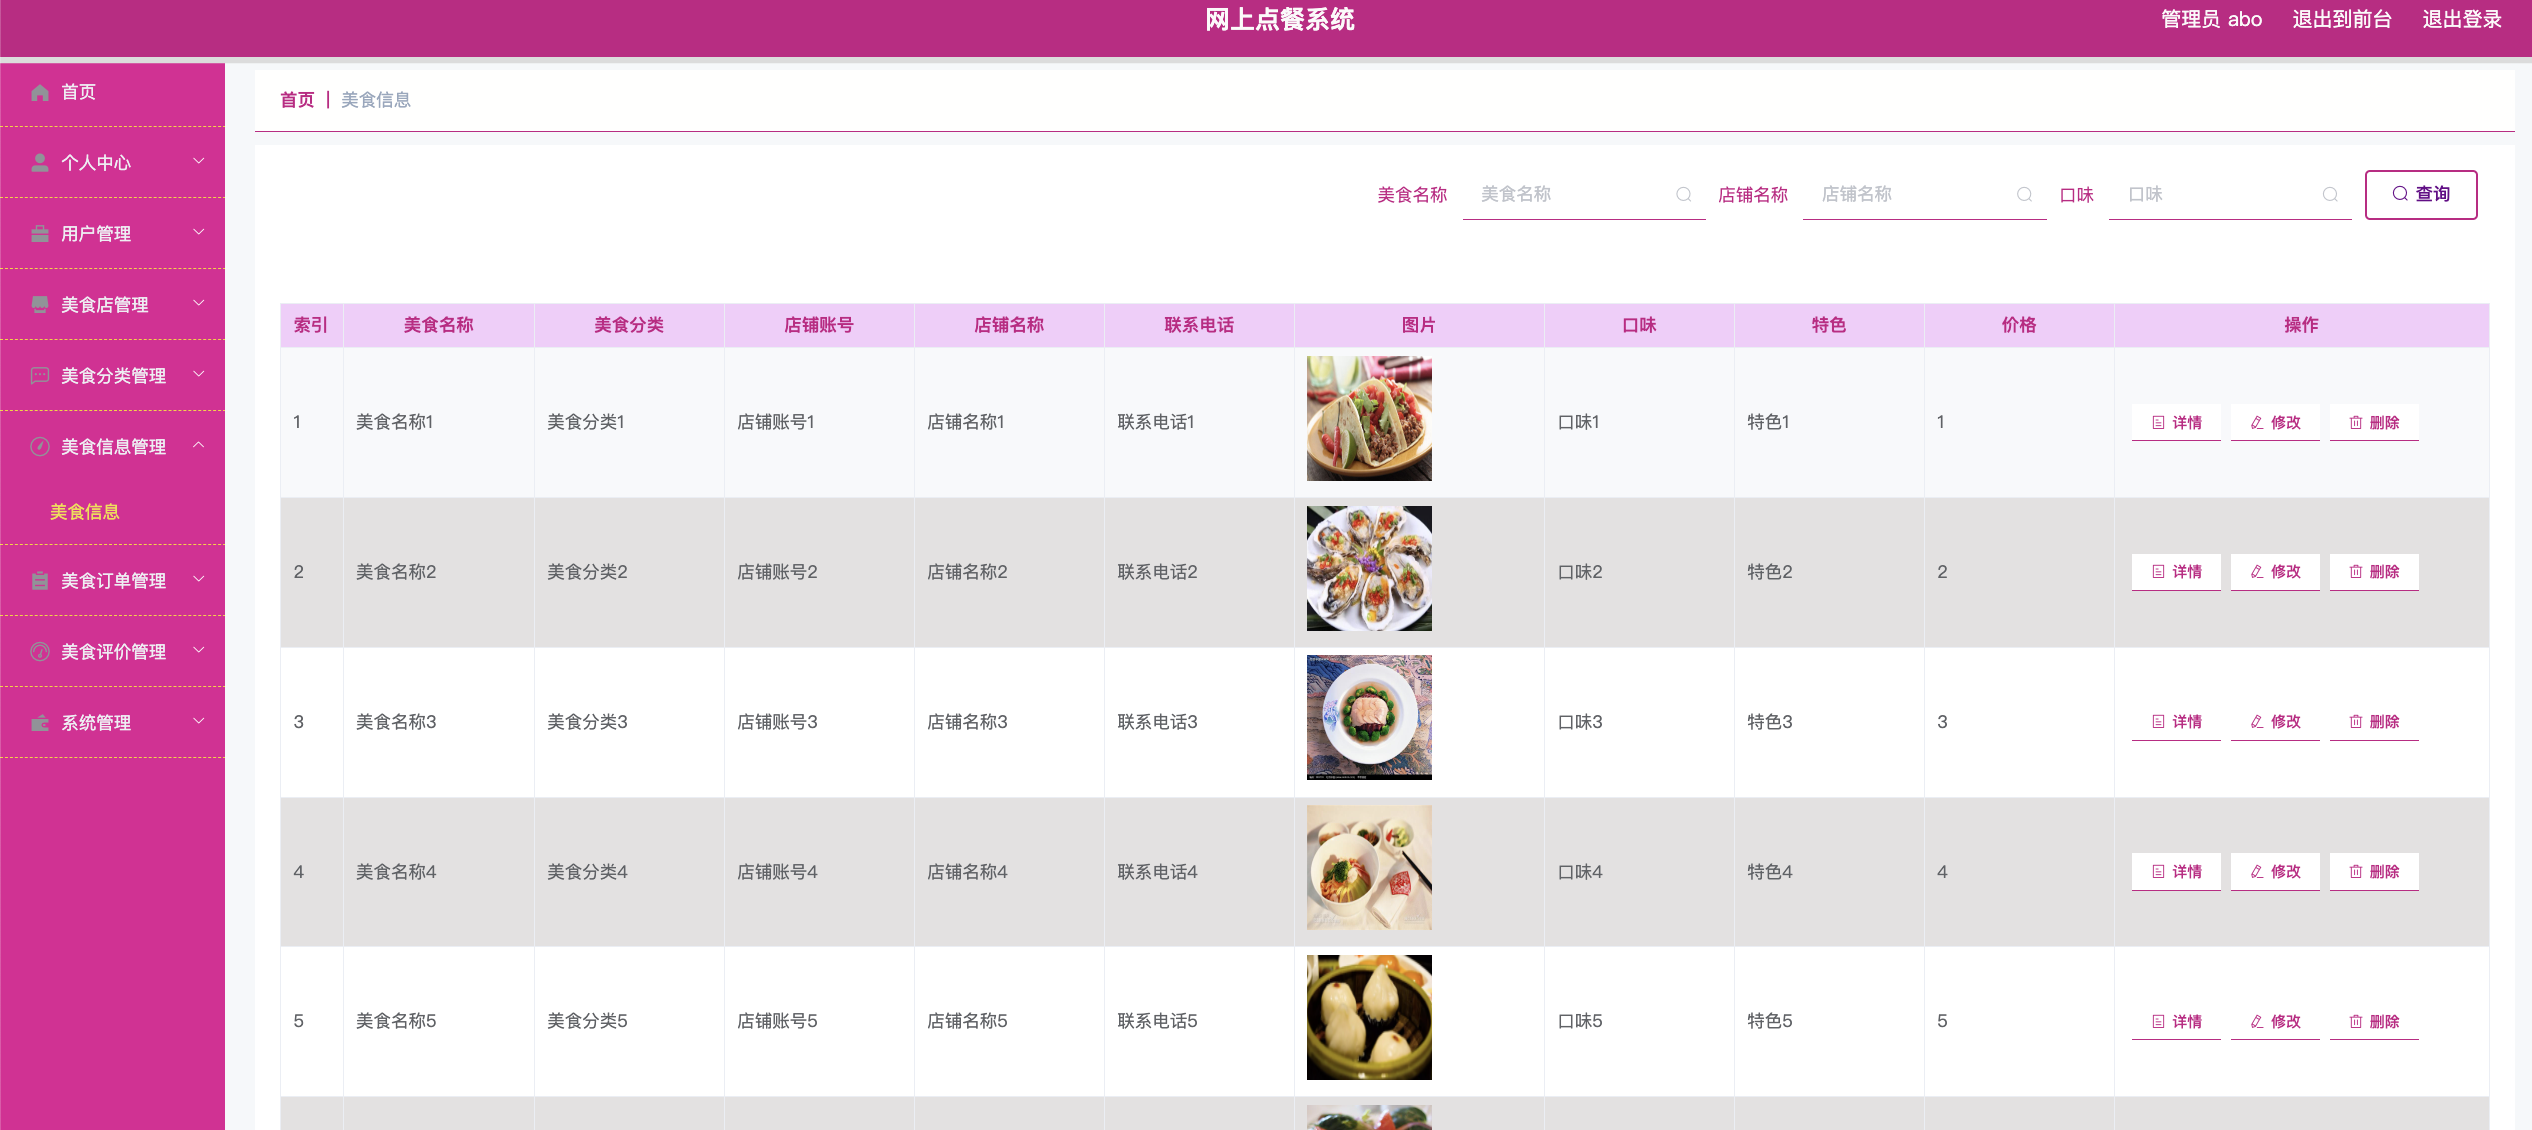 网上点餐系统
管理员 abo 退出到前台 退出登录
首页
个人中心
用户管理
美食店管理
美食分类管理
美食信息管理
美食信息
美食订单管理
美食评价管理
系统管理
首页 | 美食信息
美食名称 美食名称 店铺名称 店铺名称 口味 口味 查询
索引 美食名称 美食分类 店铺账号 店铺名称 联系电话 图片 口味 特色 价格 操作
1 美食名称1 美食分类1 店铺账号1 店铺名称1 联系电话1 口味1 特色1 1 详情 修改 删除
2 美食名称2 美食分类2 店铺账号2 店铺名称2 联系电话2 口味2 特色2 2 详情 修改 删除
3 美食名称3 美食分类3 店铺账号3 店铺名称3 联系电话3 口味3 特色3 3 详情 修改 删除
4 美食名称4 美食分类4 店铺账号4 店铺名称4 联系电话4 口味4 特色4 4 详情 修改 删除
5 美食名称5 美食分类5 店铺账号5 店铺名称5 联系电话5 口味5 特色5 5 详情 修改 删除